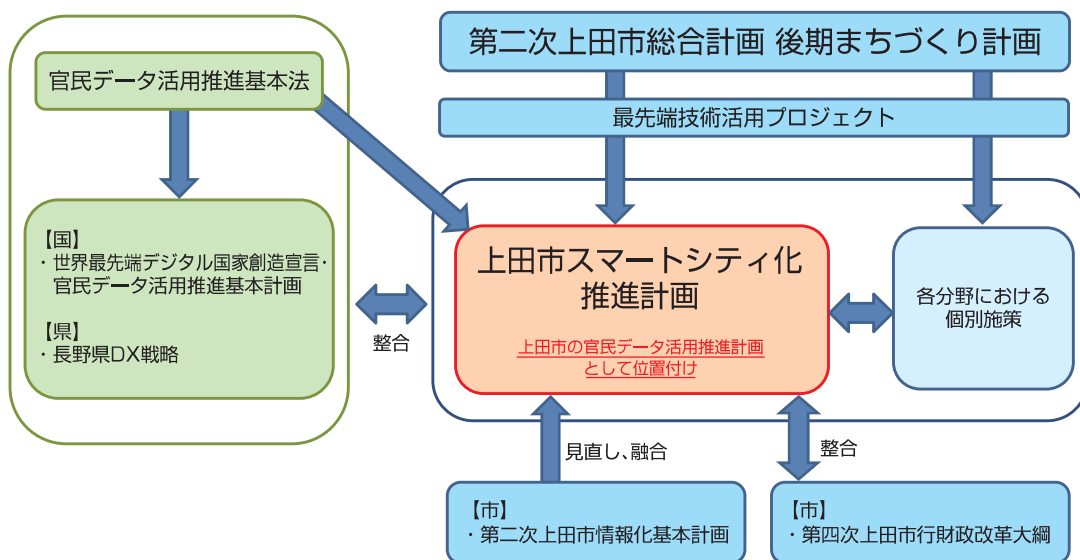 第二次上田市総合計画 後期まちづくり計画
官民データ活用推進基本法
最先端技術活用プロジェクト
【国】
・世界最先端デジタル国家創造宣言・
官民データ活用推進基本計画
【県】
・長野県DX戦略
整合
上田市スマートシティ化
推進計画
上田市の官民データ活用推進計画
として位置付け
各分野における
個別施策
見直し、融合
整合
【市】
・第二次上田市情報化基本計画
【市】
・第四次上田市行財政改革大綱